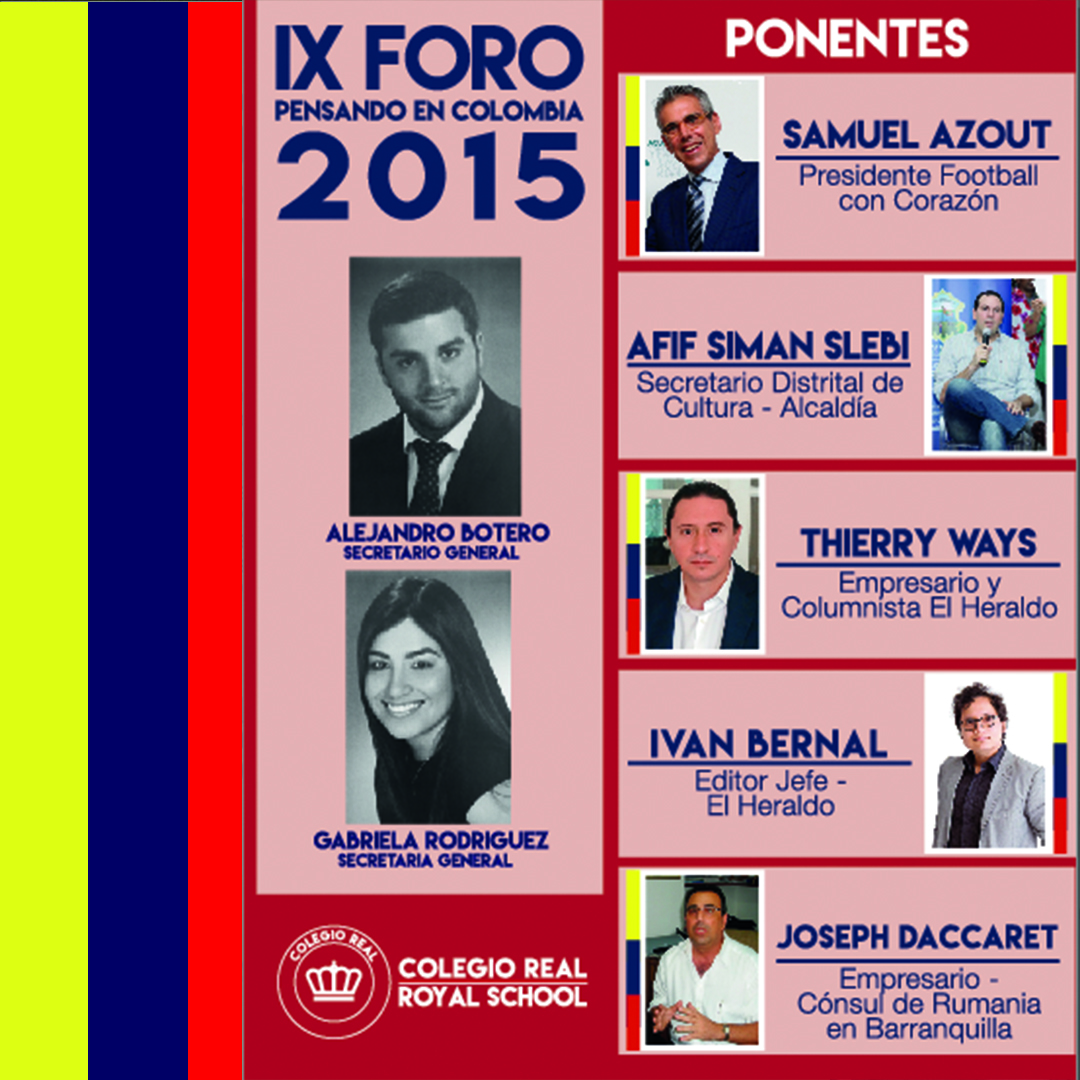 IX FORO
PENSANDO EN COLOMBIA
2015
ALEJANDRO BOTERO
SECRETARIO GENERAL
GABRIELA RODRIGUEZ
SECRETARIA GENERAL
COLEGIO REAL
COLEGIO REAL
ROYAL SCHOOL
PONENTES
SAMUEL AZOUT
Presidente Football
con Corazón
AFIF SIMAN SLEBI
Secretario Distrital de
Cultura - Alcaldía
THIERRY WAYS
Empresario y
Columnista El Heraldo
IVAN BERNAL
Editor Jefe -
El Heraldo
JOSEPH DACCARET
Empresario -
Cónsul de Rumania
en Barranquilla